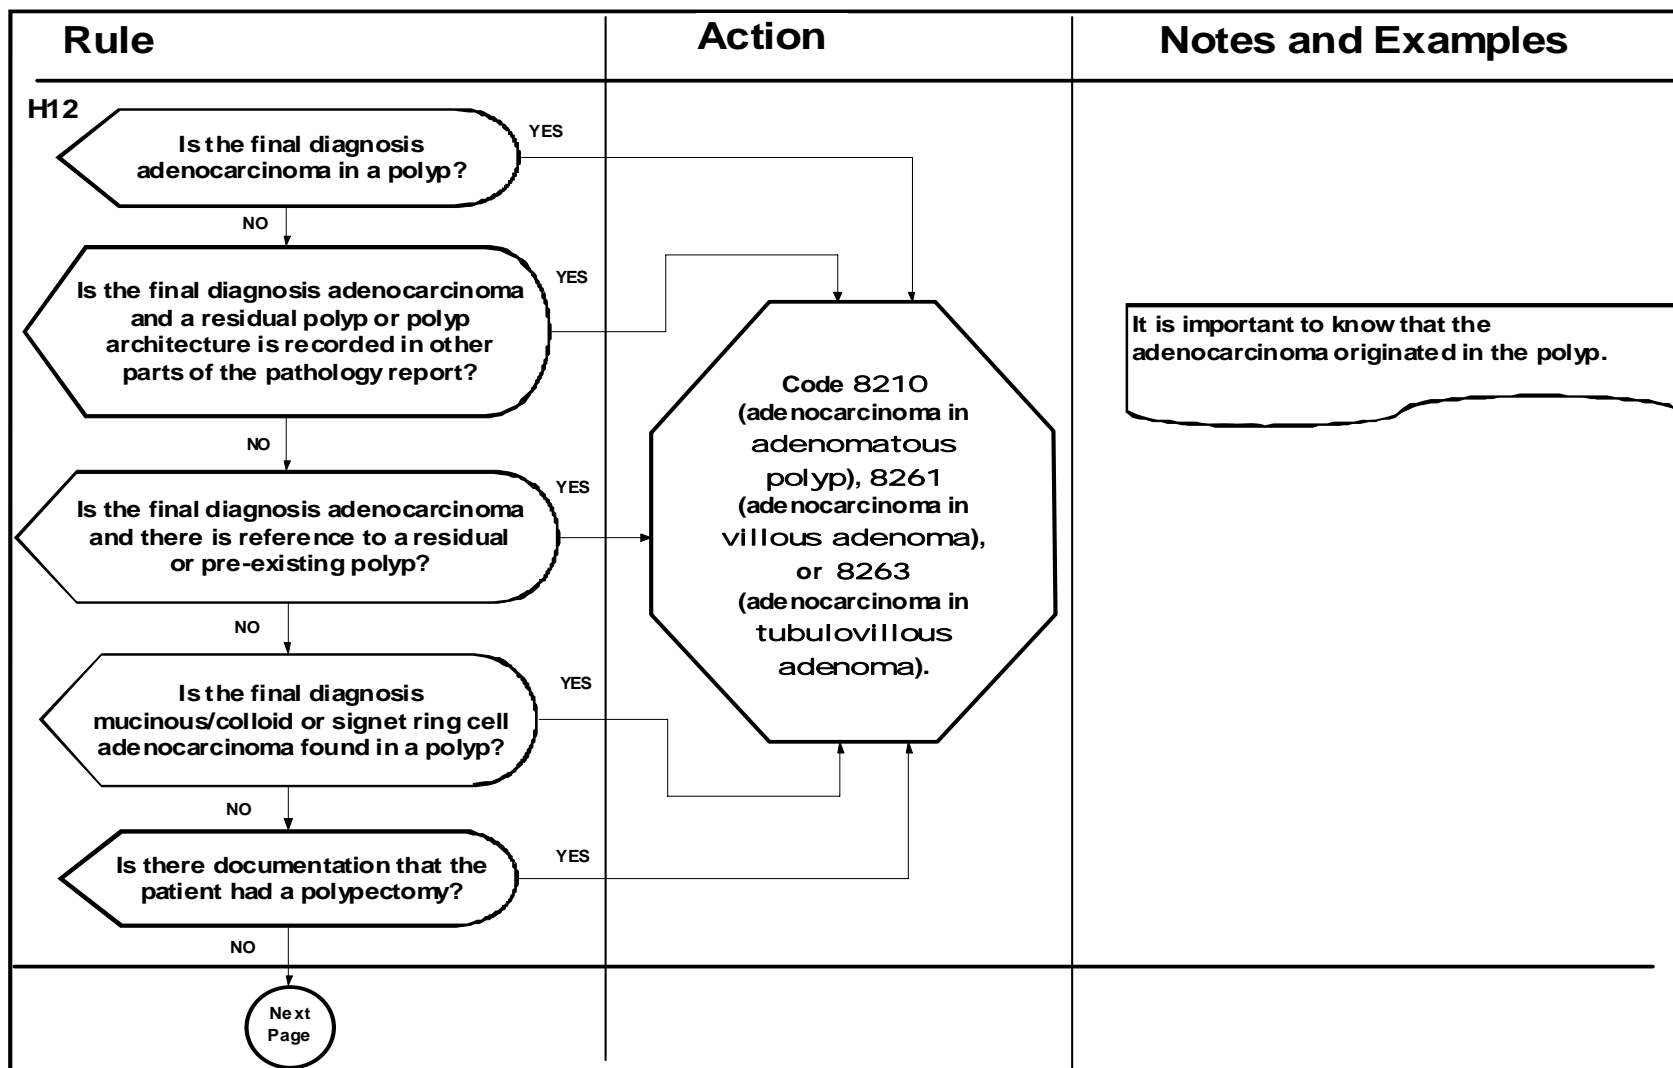 Rule
Action
Notes and Examples
H12
Is the final diagnosis
adenocarcinoma in a polyp?
YES
NO
Is the final diagnosis adenocarcinoma
and a residual polyp or polyp
architecture is recorded in other
parts of the pathology report?
YES
NO
Is the final diagnosis adenocarcinoma
and there is reference to a residual
or pre-existing polyp?
YES
NO
Is the final diagnosis
mucinous/colloid or signet ring cell
adenocarcinoma found in a polyp?
YES
NO
Is there documentation that the
patient had a polypectomy?
YES
NO
Next
Page
Code 8210
(adenocarcinoma in
adenomatous
polyp), 8261
(adenocarcinoma in
villous adenoma),
or 8263
(adenocarcinoma in
tubulovillous
adenoma).
It is important to know that the
adenocarcinoma originated in the polyp.